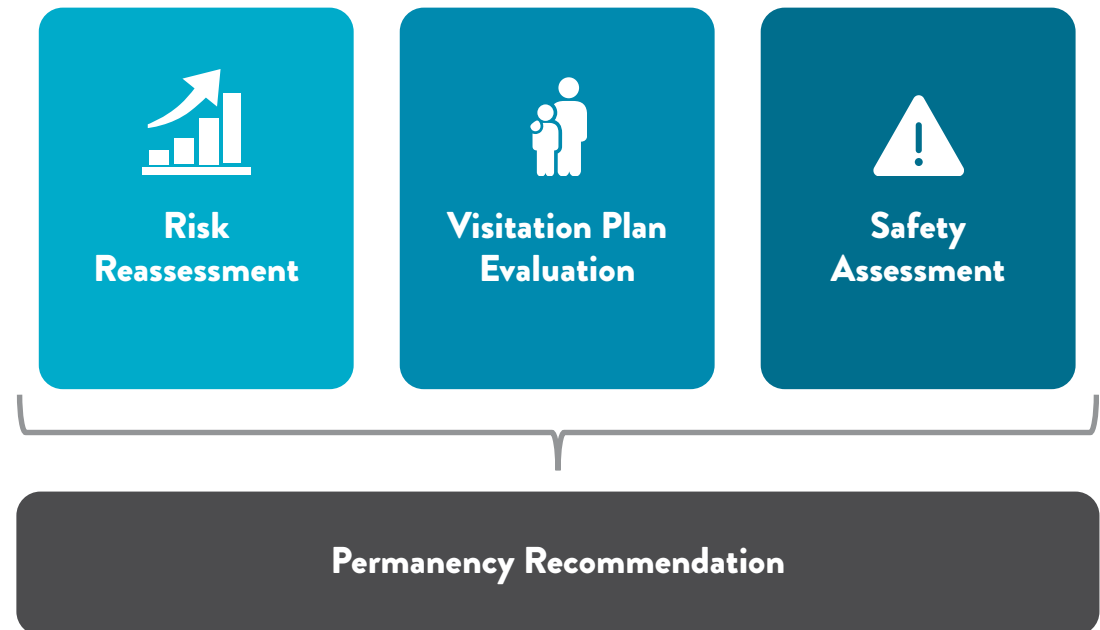 Risk
Reassessment
Visitation Plan
Evaluation
Safety
Assessment
Permanency Recommendation